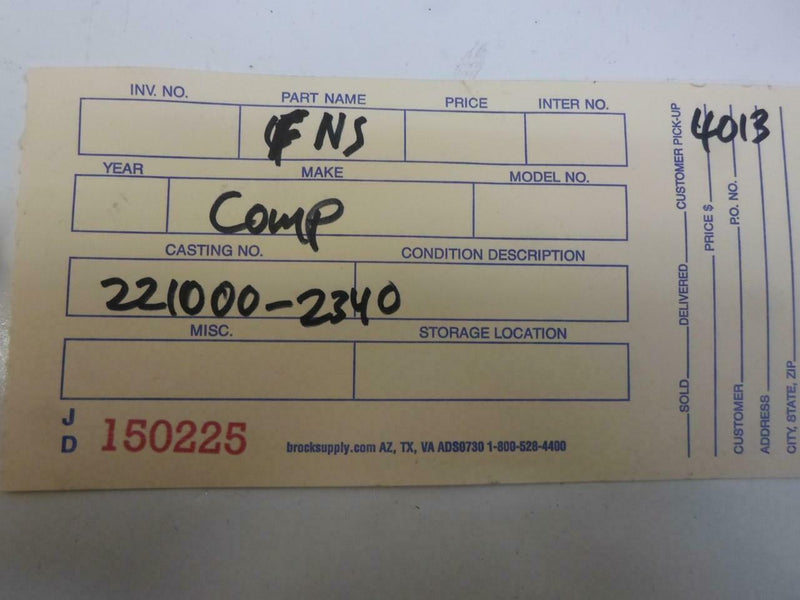 INV. NO. PART NAME PRICE INTER NO.
NS
YEAR MAKE MODEL NO.
Comp
CASTING NO. CONDITION DESCRIPTION
221000-2340
MISC. STORAGE LOCATION
JD 150225
brocksupply.com AZ, TX, VA ADS0730 1-800-528-4400
SOLD DELIVERED CUSTOMER PICK-UP
4013
PRICE $
CUSTOMER P.O. NO.
ADDRESS
CITY, STATE, ZIP